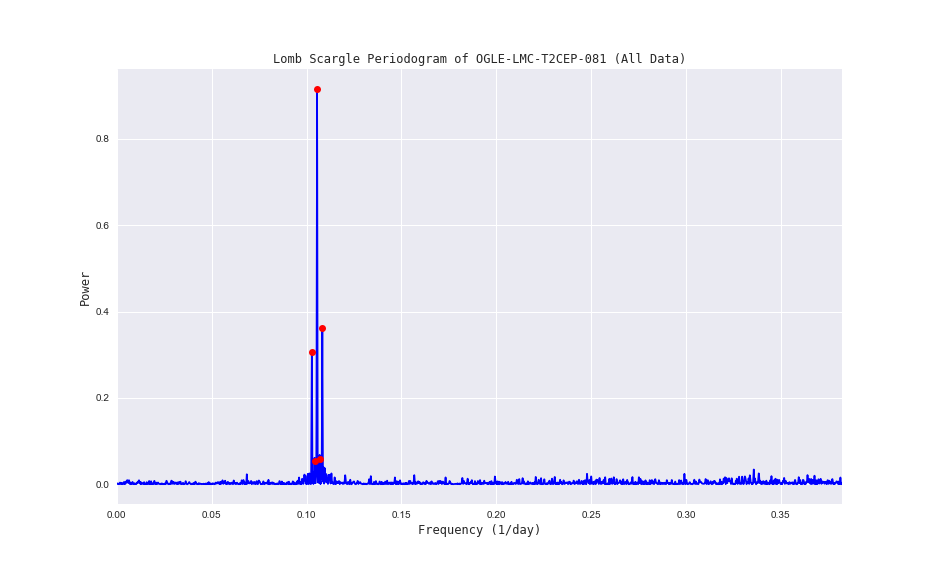 Lomb Scargle Periodogram of OGLE-LMC-T2CEP-081 (All Data)
0.8
0.6
Power
0.4
0.2
0.0
0.00 0.05 0.10 0.15 0.20 0.25 0.30 0.35
Frequency (1/day)